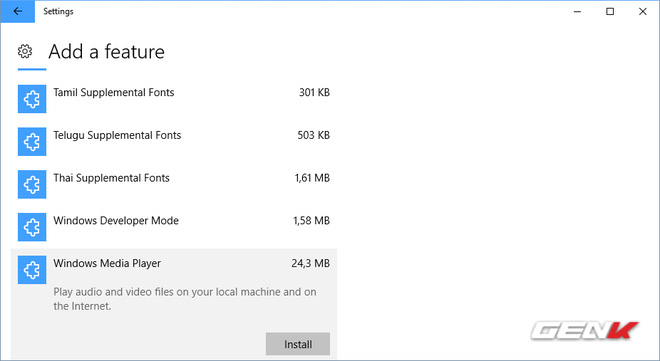 Settings
Add a feature
Tamil Supplemental Fonts 301 KB
Telugu Supplemental Fonts 503 KB
Thai Supplemental Fonts 1,61 MB
Windows Developer Mode 1,58 MB
Windows Media Player 24,3 MB
Play audio and video files on your local machine and on
the Internet.
Install
GENK